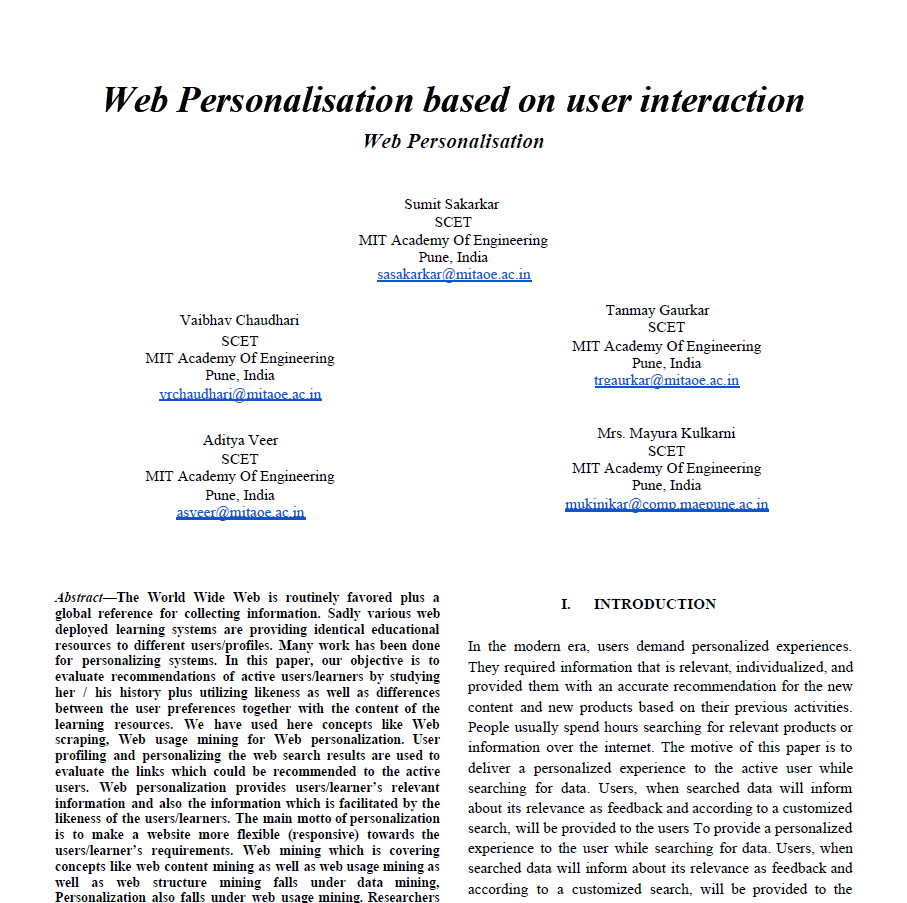 Web Personalisation based on user interaction
Web Personalisation
Sumit Sakarkar
SCET
MIT Academy Of Engineering
Pune, India
sasakarkar@mitaoe.ac.in
Vaibhav Chaudhari
SCET
MIT Academy Of Engineering
Pune, India
vrchaudhari@mitaoe.ac.in
Tanmay Gaurkar
SCET
MIT Academy Of Engineering
Pune, India
trgaurkar@mitaoe.ac.in
Aditya Veer
SCET
MIT Academy Of Engineering
Pune, India
asveer@mitaoe.ac.in
Mrs. Mayura Kulkarni
SCET
MIT Academy Of Engineering
Pune, India
mukinikar@comp.maepune.ac.in
Abstract—The World Wide Web is routinely favored plus a
global reference for collecting information. Sadly various web
deployed learning systems are providing identical educational
resources to different users/profiles. Many work has been done
for personalizing systems. In this paper, our objective is to
evaluate recommendations of active users/learners by studying
her / his history plus utilizing likeness as well as differences
between the user preferences together with the content of the
learning resources. We have used here concepts like Web
scraping, Web usage mining for Web personalization. User
profiling and personalizing the web search results are used to
evaluate the links which could be recommended to the active
users. Web personalization provides users/learner's relevant
information and also the information which is facilitated by the
likeness of the users/learners. The main motto of personalization
is to make a website more flexible (responsive) towards the
users/learner's requirements. Web mining which is covering
concepts like web content mining as well as web usage mining as
well as web structure mining falls under data mining,
Personalization also falls under web usage mining. Researchers
I. INTRODUCTION
In the modern era, users demand personalized experiences.
They required information that is relevant, individualized, and
provided them with an accurate recommendation for the new
content and new products based on their previous activities.
People usually spend hours searching for relevant products or
information over the internet. The motive of this paper is to
deliver a personalized experience to the active user while
searching for data. Users, when searched data will inform
about its relevance as feedback and according to a customized
search, will be provided to the users To provide a personalized
experience to the user while searching for data. Users, when
searched data will inform about its relevance as feedback and
according to a customized search, will be provided to the